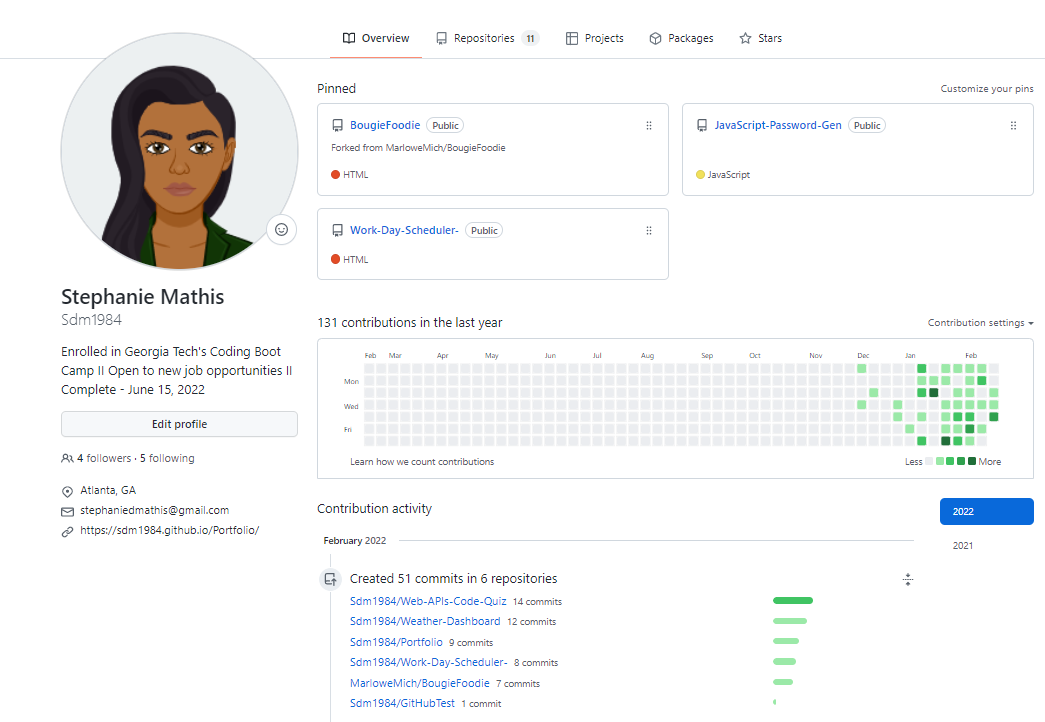 Overview Repositories 11 Projects Packages Stars
Pinned
Customize your pins
BougieFoodie Public
Forked from MarloweMich/BougieFoodie
HTML
JavaScript-Password-Gen Public
JavaScript
Work-Day-Scheduler- Public
HTML
Stephanie Mathis
Sdm1984
Enrolled in Georgia Tech's Coding Boot
Camp II Open to new job opportunities II
Complete - June 15, 2022
Edit profile
4 followers · 5 following
Atlanta, GA
stephaniedmathis@gmail.com
https://sdm1984.github.io/Portfolio/
131 contributions in the last year
Contribution settings
Feb Mar Apr May Jun Jul Aug Sep Oct Nov Dec Jan Feb
Mon
Wed
Fri
Learn how we count contributions
Less More
Contribution activity
2022
2021
February 2022
Created 51 commits in 6 repositories
Sdm1984/Web-APIs-Code-Quiz 14 commits
Sdm1984/Weather-Dashboard 12 commits
Sdm1984/Portfolio 9 commits
Sdm1984/Work-Day-Scheduler- 8 commits
MarloweMich/BougieFoodie 7 commits
Sdm1984/GitHubTest 1 commit